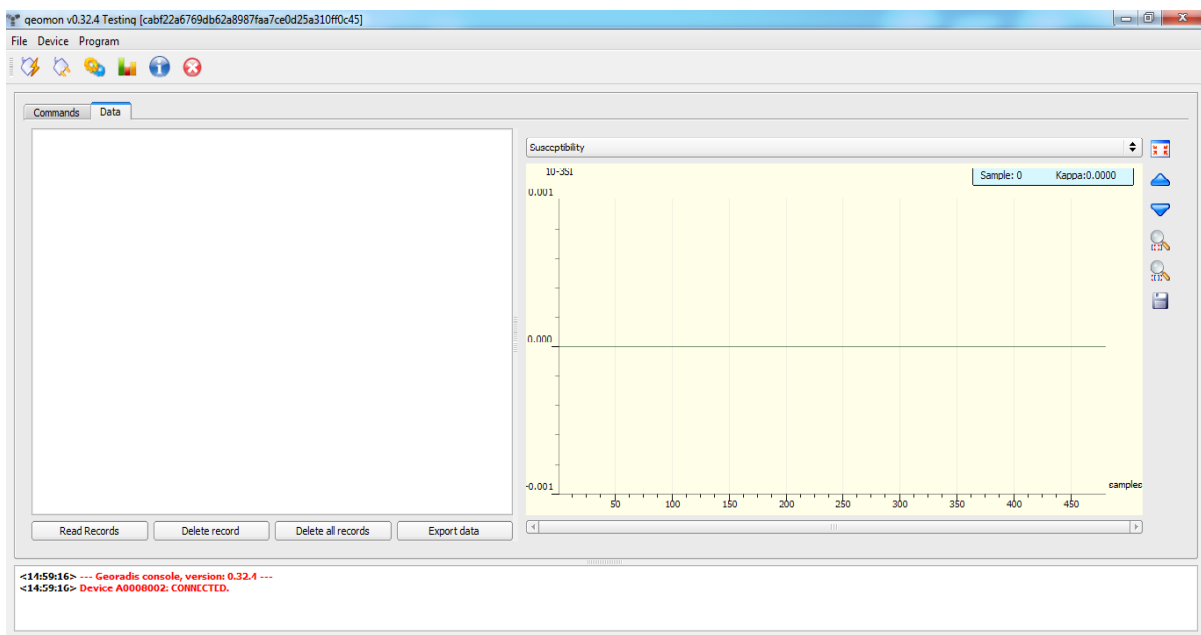 qeomon v0.32.4 Testing [cabf22a6769db62a8987faa7ce0d25a310ff0c45]
File Device Program
Commands Data
Susceptibility
10-3SI
Sample: 0 Kappa:0.0000
0.001
0.000
-0.001
samples
50 100 150 200 250 300 350 400 450
Read Records Delete record Delete all records Export data
<14:59:16> --- Georadis console, version: 0.32.4 ---
<14:59:16> Device A0008002: CONNECTED.